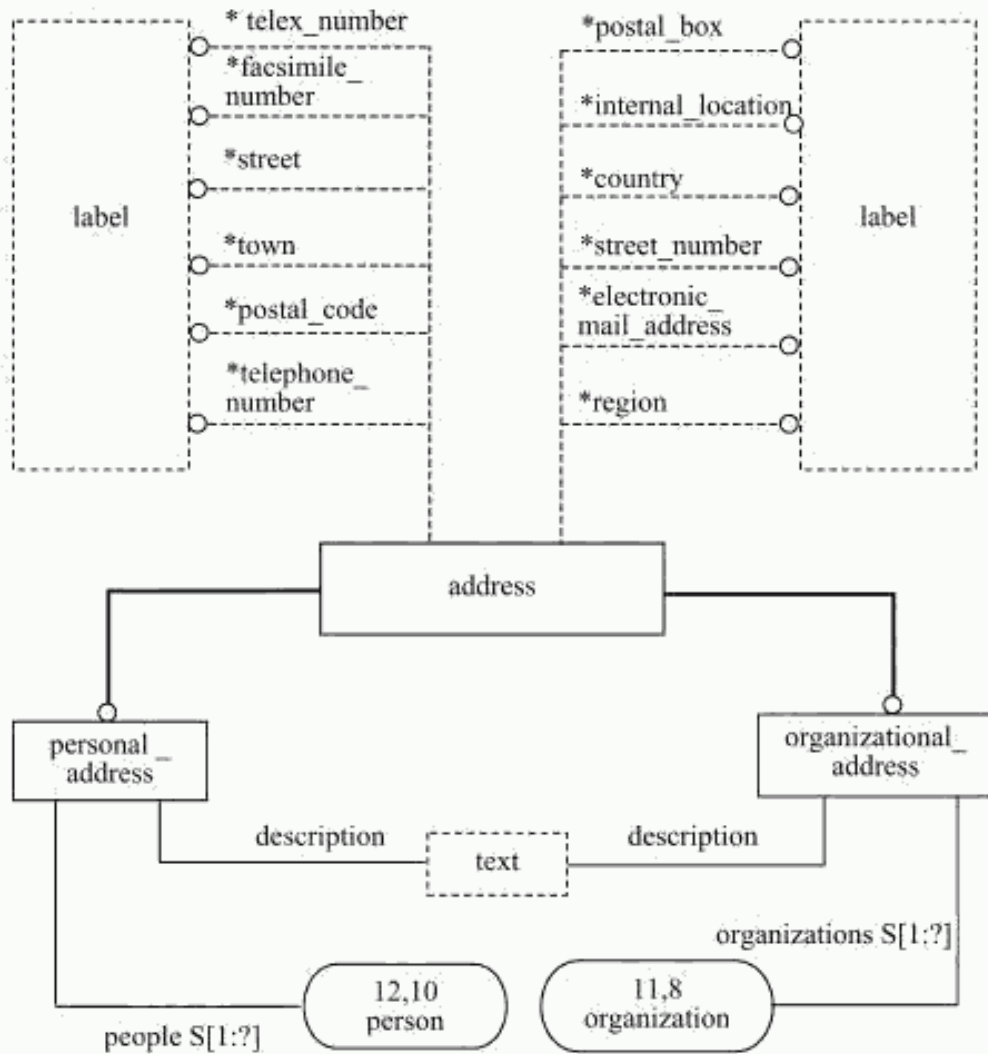 * telex_number
*facsimile_
number
*street
label
*town
*postal_code
*telephone_
number
*postal_box
*internal_location
*country
label
*street_number
*electronic_
mail_address
*region
address
personal_
address
organizational_
address
description
text
description
organizations S[1:?]
12,10
person
11,8
organization
people S[1:?]